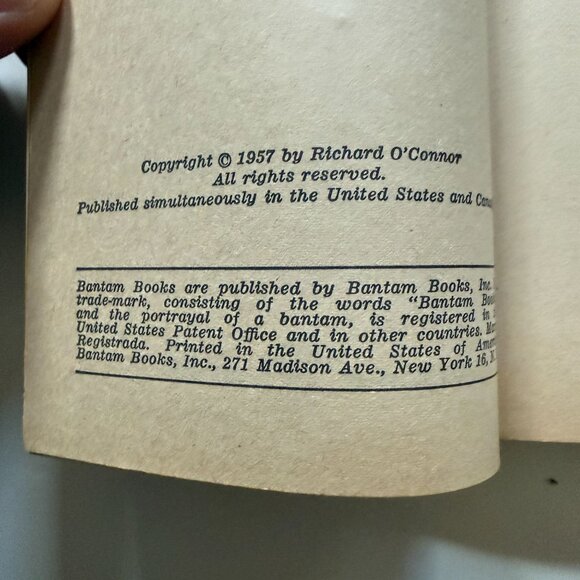 Copyright © 1957 by Richard O'Connor
All rights reserved.
Published simultaneously in the United States and
Bantam Books are published by Bantam Books, Inc.
trade-mark, consisting of the words "Bantam
and the portrayal of a bantam, is registered in
United States Patent Office and in other countries.
Registrada. Printed in the United States of
Bantam Books, Inc., 271 Madison Ave., New York 16,